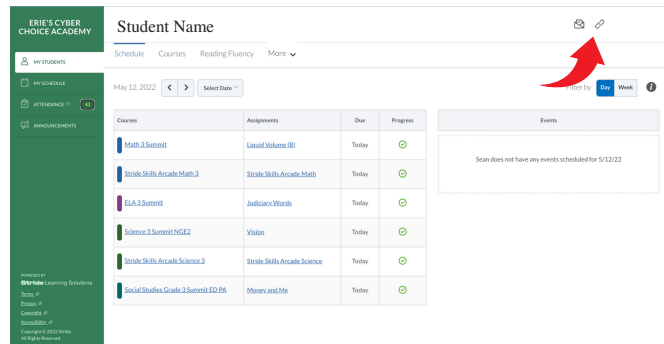 ERIE'S CYBER
CHOICE ACADEMY
MY STUDENTS
MY SCHEDULE
ATTENDANCE 60
ANNOUNCEMENTS
POWERED BY
Stride Learning Solutions
Terms
Privacy
Copyright
Accessibility
Copyright © 2022 Stride.
All Rights Reserved
Student Name
Schedule Courses Reading Fluency More
May 12, 2022 Select Date Filter by Day Week i
Courses Assignments Due Progress
Math 3 Summit Liquid Volume (B) Today
Stride Skills Arcade Math 3 Stride Skills Arcade Math Today
ELA 3 Summit Judiciary Words Today
Science 3 Summit NGE2 Vision Today
Stride Skills Arcade Science 3 Stride Skills Arcade Science Today
Social Studies Grade 3 Summit ED PA Money and Me Today
Events
Sean does not have any events scheduled for 5/12/22